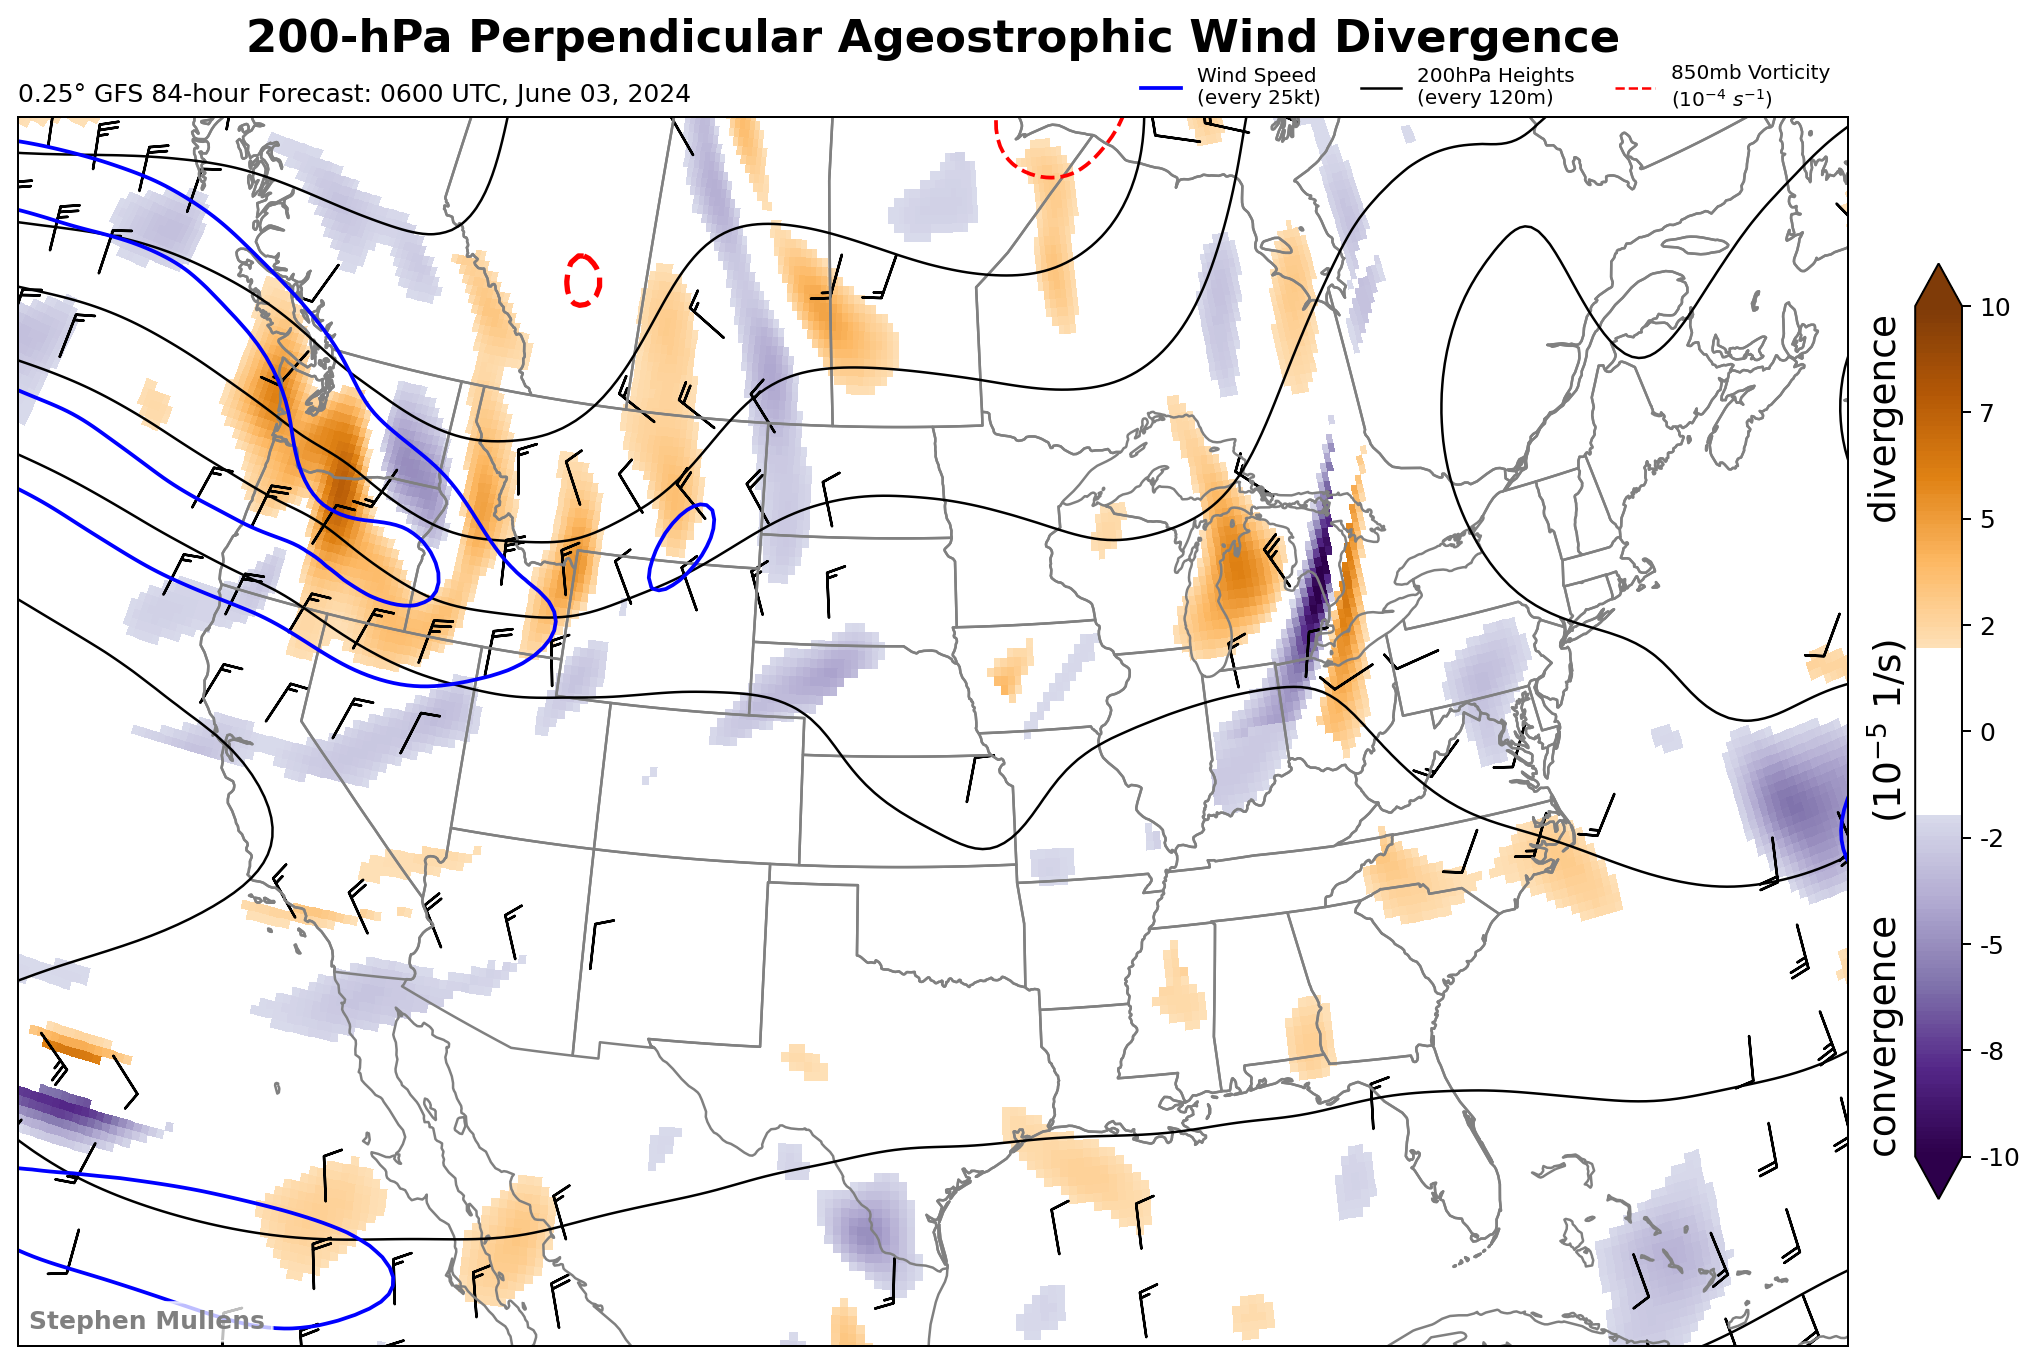 200-hPa Perpendicular Ageostrophic Wind Divergence
0.25° GFS 84-hour Forecast: 0600 UTC, June 03, 2024
Wind Speed
(every 25kt)
200hPa Heights
(every 120m)
850mb Vorticity
(10⁻⁴ s⁻¹)
10
7
5
2
0
-2
-5
-8
-10
convergence (10⁻⁵ 1/s) divergence
Stephen Mullens